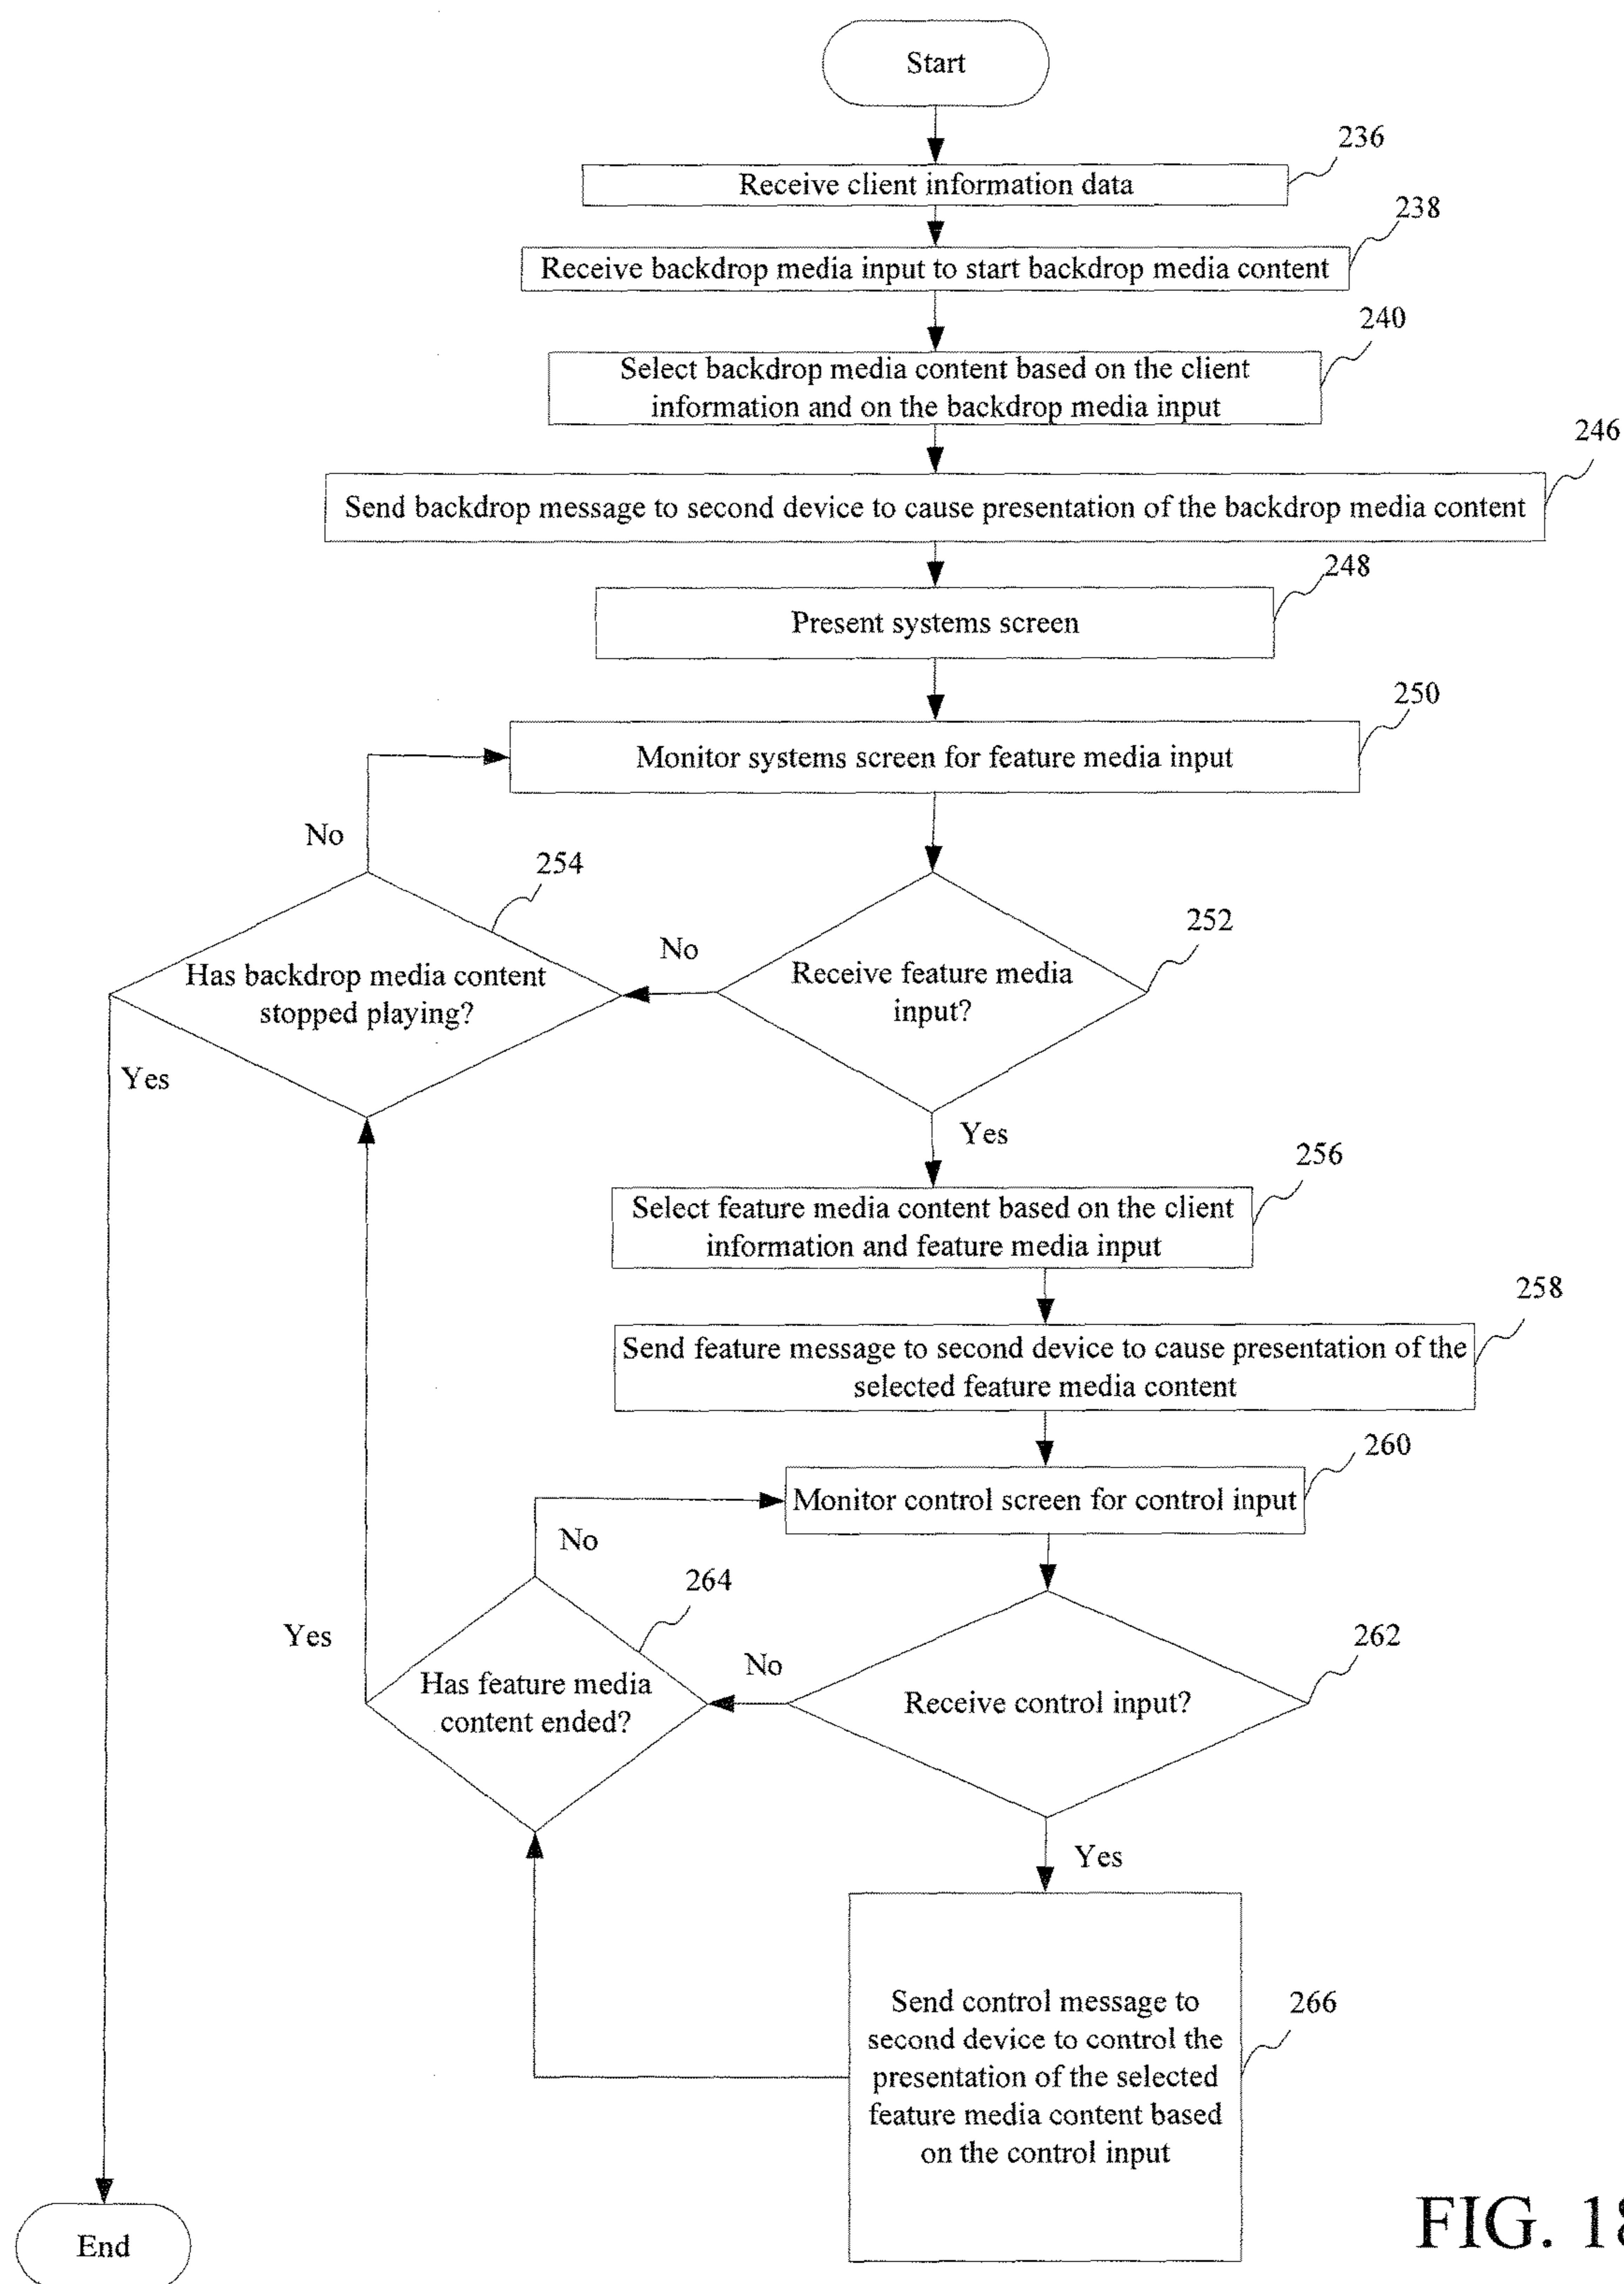 Start
236
Receive client information data
238
Receive backdrop media input to start backdrop media content
240
Select backdrop media content based on the client
information and on the backdrop media input
246
Send backdrop message to second device to cause presentation of the backdrop media content
248
Present systems screen
250
Monitor systems screen for feature media input
No
254
252
No
Has backdrop media content
stopped playing?
Receive feature media
input?
Yes
Yes
256
Select feature media content based on the client
information and feature media input
258
Send feature message to second device to cause presentation of the
selected feature media content
260
Monitor control screen for control input
No
264
262
Yes
No
Has feature media
content ended?
Receive control input?
Yes
266
Send control message to
second device to control the
presentation of the selected
feature media content based
on the control input
End
FIG. 18